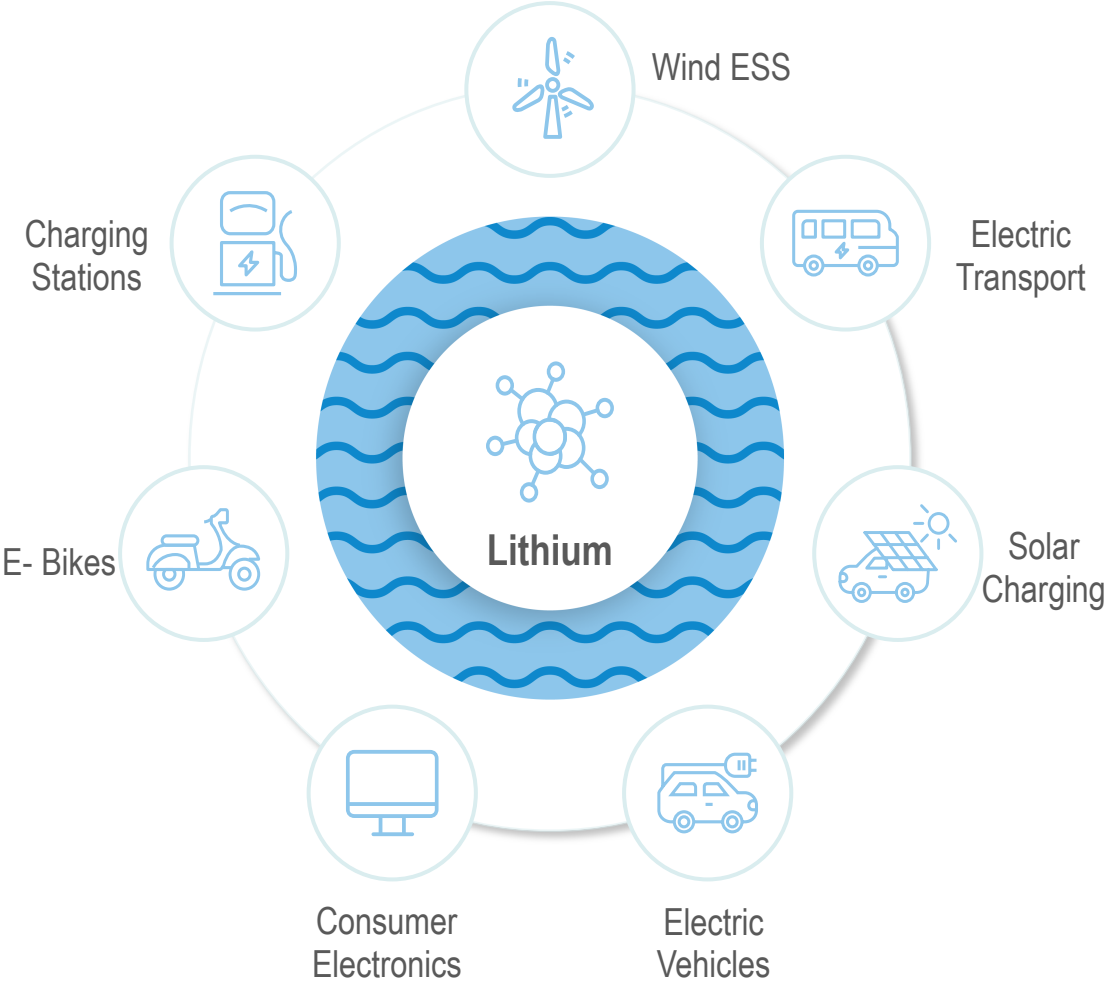 Wind ESS
Electric
Transport
Solar
Charging
Electric
Vehicles
Consumer
Electronics
E- Bikes
Charging
Stations
Lithium